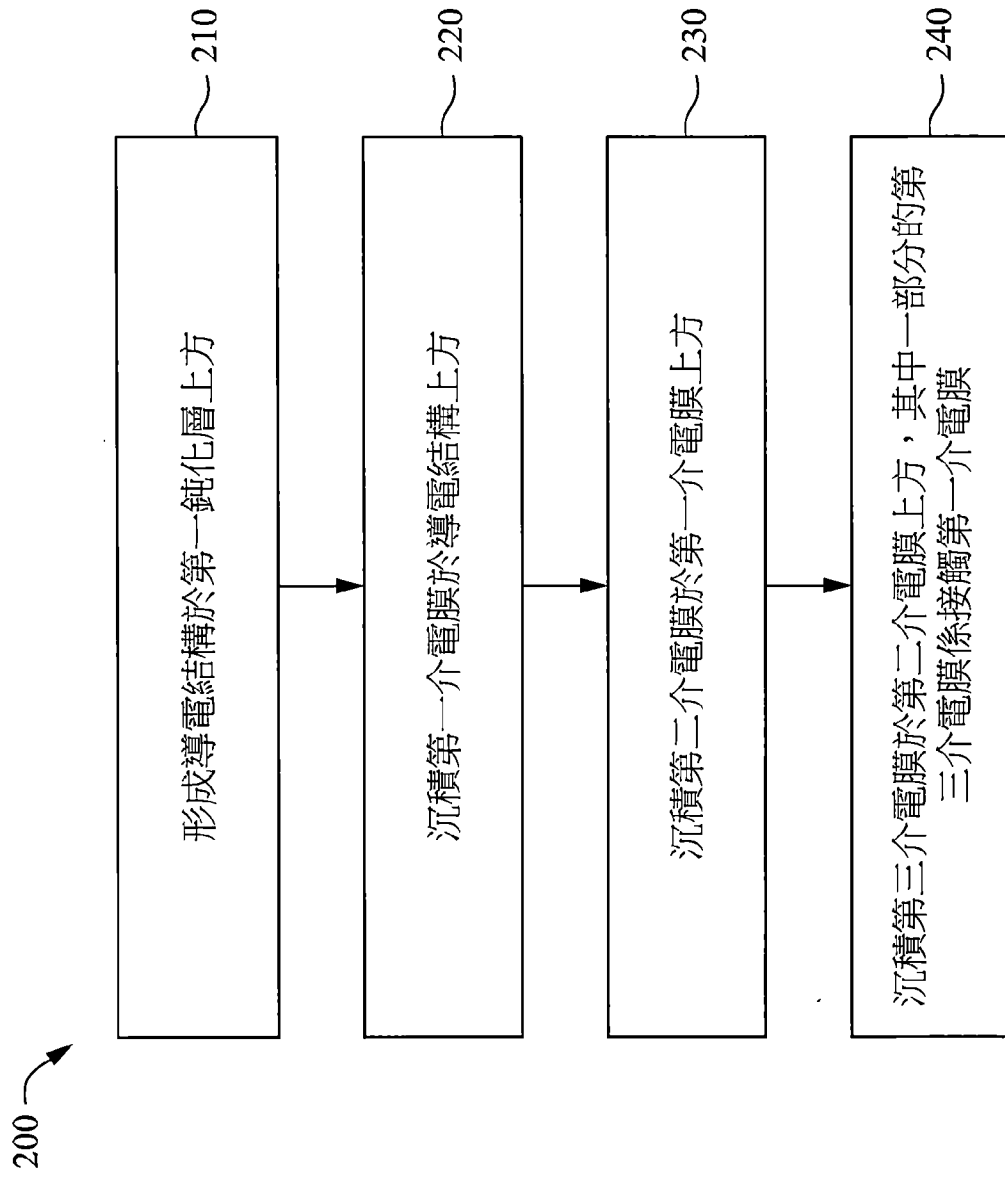 200
形成導電結構於第一鈍化層上方
210
沉積第一介電膜於導電結構上方
220
沉積第二介電膜於第一介電膜上方
230
沉積第三介電膜於第二介電膜上方，其中一部分的第
三介電膜係接觸第一介電膜
240